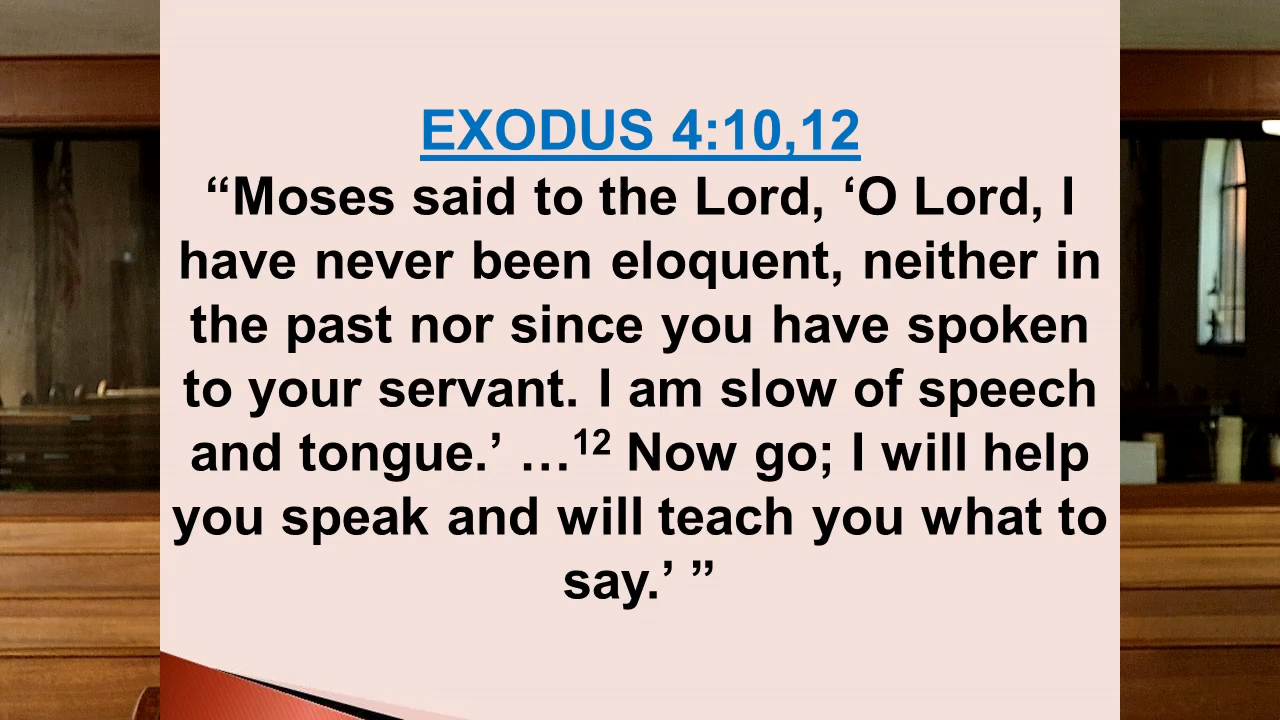 EXODUS 4:10,12
“Moses said to the Lord, ‘O Lord, I
have never been eloquent, neither in
the past nor since you have spoken
to your servant. I am slow of speech
and tongue.’ …¹² Now go; I will help
you speak and will teach you what to
say.’ ”